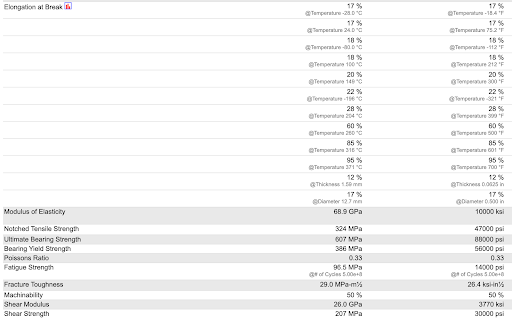 Elongation at Break 17 % 17 %
@Temperature -28.0 °C @Temperature -18.4 °F
17 % 17 %
@Temperature 24.0 °C @Temperature 75.2 °F
18 % 18 %
@Temperature -80.0 °C @Temperature -112 °F
18 % 18 %
@Temperature 100 °C @Temperature 212 °F
20 % 20 %
@Temperature 149 °C @Temperature 300 °F
22 % 22 %
@Temperature -196 °C @Temperature -321 °F
28 % 28 %
@Temperature 204 °C @Temperature 399 °F
60 % 60 %
@Temperature 260 °C @Temperature 500 °F
85 % 85 %
@Temperature 316 °C @Temperature 601 °F
95 % 95 %
@Temperature 371 °C @Temperature 700 °F
12 % 12 %
@Thickness 1.59 mm @Thickness 0.0625 in
17 % 17 %
@Diameter 12.7 mm @Diameter 0.500 in
Modulus of Elasticity 68.9 GPa 10000 ksi
Notched Tensile Strength 324 MPa 47000 psi
Ultimate Bearing Strength 607 MPa 88000 psi
Bearing Yield Strength 386 MPa 56000 psi
Poissons Ratio 0.33 0.33
Fatigue Strength 96.5 MPa 14000 psi
@# of Cycles 5.00e+8 @# of Cycles 5.00e+8
Fracture Toughness 29.0 MPa-m½ 26.4 ksi-in½
Machinability 50 % 50 %
Shear Modulus 26.0 GPa 3770 ksi
Shear Strength 207 MPa 30000 psi